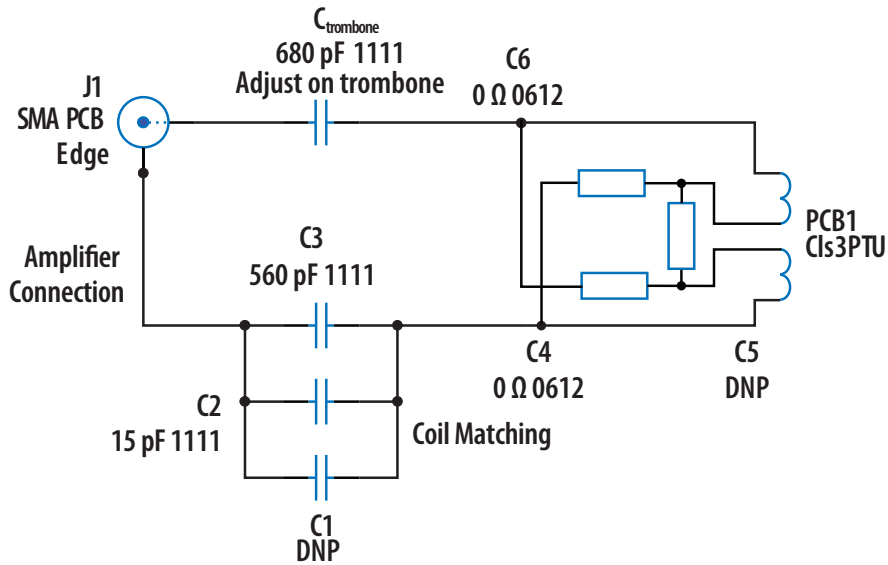 C trombone
680 pF 1111
Adjust on trombone
J1
SMA PCB
Edge
C6
0 Ω 0612
PCB1
Cls3PTU
Amplifier
Connection
C3
560 pF 1111
C4
0 Ω 0612
C5
DNP
C2
15 pF 1111
Coil Matching
C1
DNP